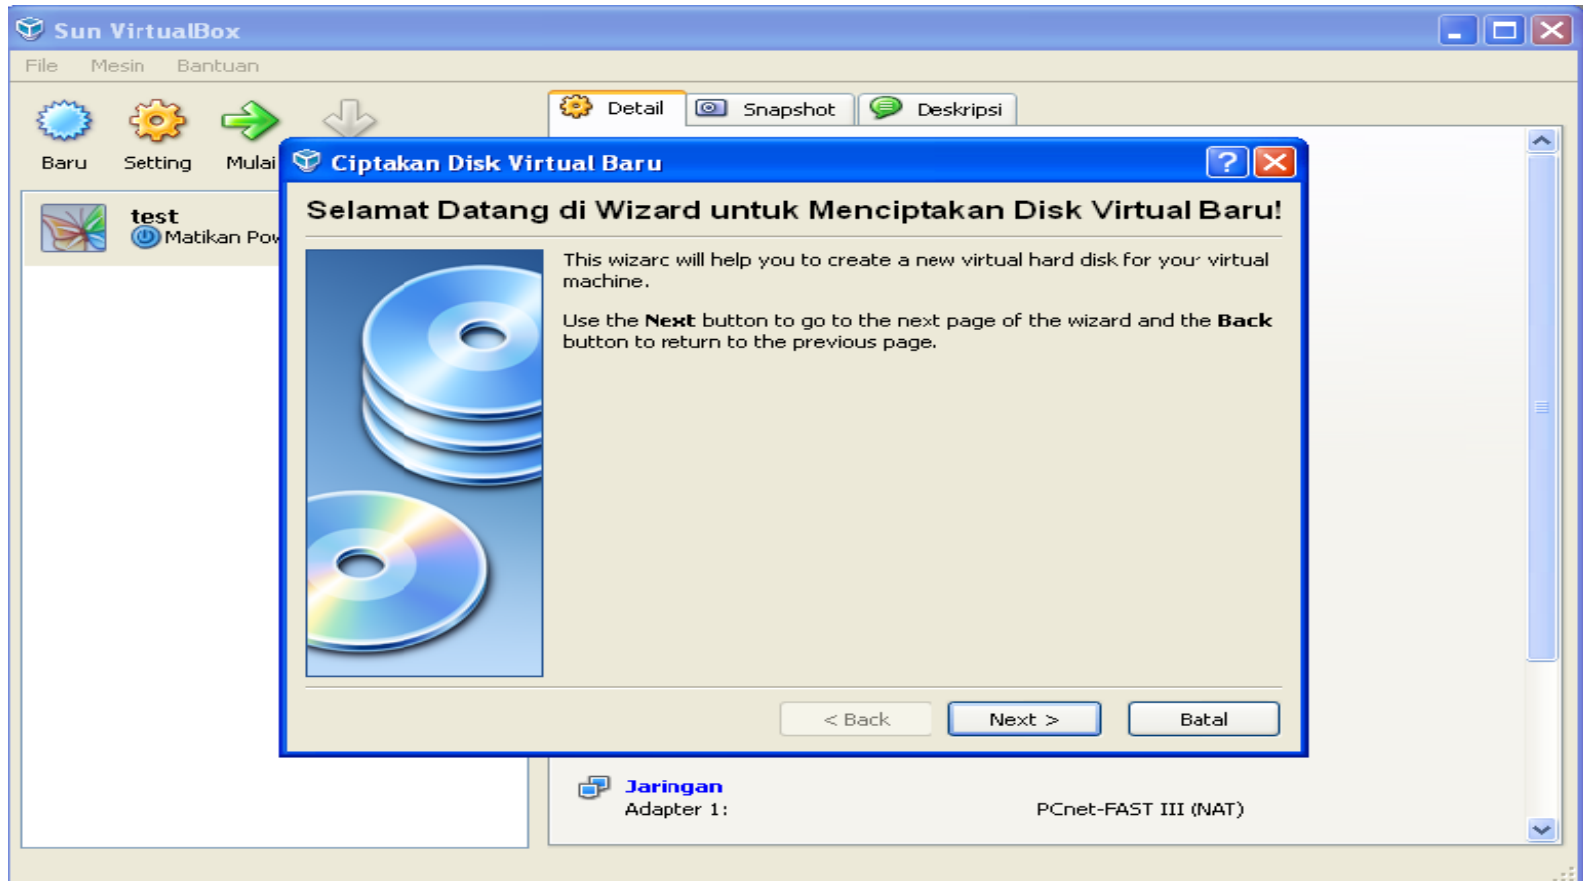 Sun VirtualBox
File Mesin Bantuan
Baru Setting Mulai
Detail Snapshot Deskripsi
test
Matikan Pow
Ciptakan Disk Virtual Baru
Selamat Datang di Wizard untuk Menciptakan Disk Virtual Baru!
This wizard will help you to create a new virtual hard disk for your virtual
machine.
Use the Next button to go to the next page of the wizard and the Back
button to return to the previous page.
< Back Next > Batal
Jaringan
Adapter 1: PCnet-FAST III (NAT)